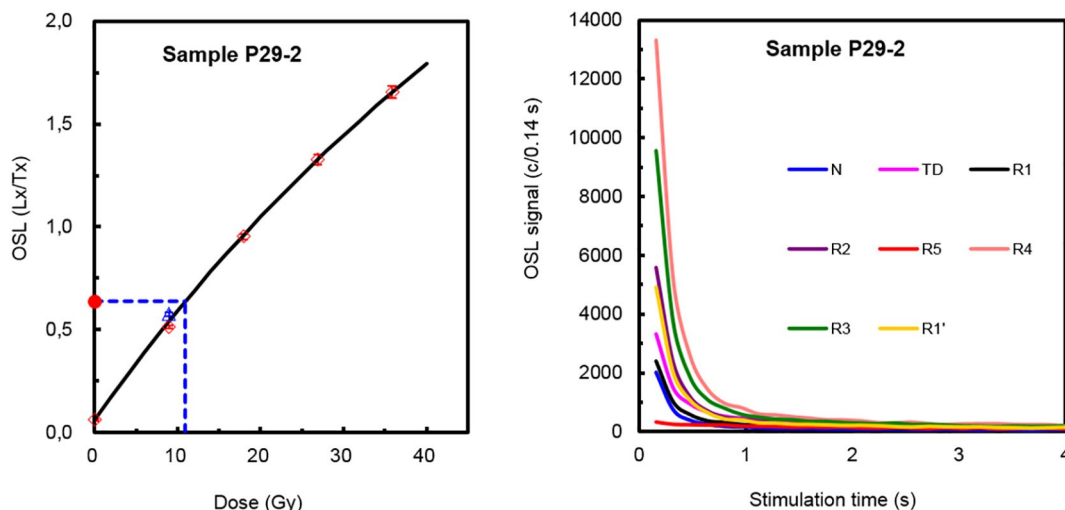 2,0
1,5
1,0
0,5
0,0
0
10
20
30
40
OSL (Lx/Tx)
Dose (Gy)
Sample P29-2
14000
12000
10000
8000
6000
4000
2000
0
0
1
2
3
4
OSL signal (c/0.14 s)
Stimulation time (s)
Sample P29-2
N TD R1
R2 R5 R4
R3 R1'